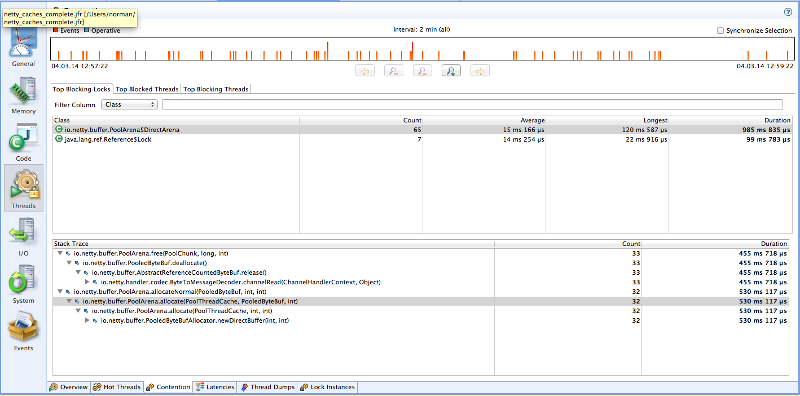 netty_caches_complete.jfr [/Users/norman/
netty_caches_complete.jfr]
Events Operative Interval: 2 min (all) Synchronize Selection
04.03.14 12:57:22 04.03.14 12:59:22
General
Memory
Code
Threads
I/O
System
Events
Top Blocking Locks Top Blocked Threads Top Blocking Threads
Filter Column Class
Class Count Average Longest Duration
io.netty.buffer.PoolArena$DirectArena 65 15 ms 166 µs 120 ms 587 µs 985 ms 835 µs
java.lang.ref.Reference$Lock 7 14 ms 254 µs 22 ms 916 µs 99 ms 783 µs
Stack Trace Count Duration
io.netty.buffer.PoolArena.free(PoolChunk, long, int) 33 455 ms 718 µs
io.netty.buffer.PooledByteBuf.deallocate() 33 455 ms 718 µs
io.netty.buffer.AbstractReferenceCountedByteBuf.release() 33 455 ms 718 µs
io.netty.handler.codec.ByteToMessageDecoder.channelRead(ChannelHandlerContext, Object) 33 455 ms 718 µs
io.netty.buffer.PoolArena.allocateNormal(PooledByteBuf, int, int) 32 530 ms 117 µs
io.netty.buffer.PoolArena.allocate(PoolThreadCache, PooledByteBuf, int) 32 530 ms 117 µs
io.netty.buffer.PoolArena.allocate(PoolThreadCache, int, int) 32 530 ms 117 µs
io.netty.buffer.PooledByteBufAllocator.newDirectBuffer(int, int) 32 530 ms 117 µs
Overview Hot Threads Contention Latencies Thread Dumps Lock Instances